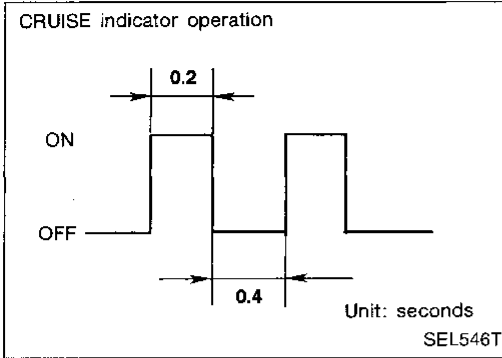 CRUISE indicator operation
0.2
ON
OFF
0.4
Unit: seconds
SEL546T